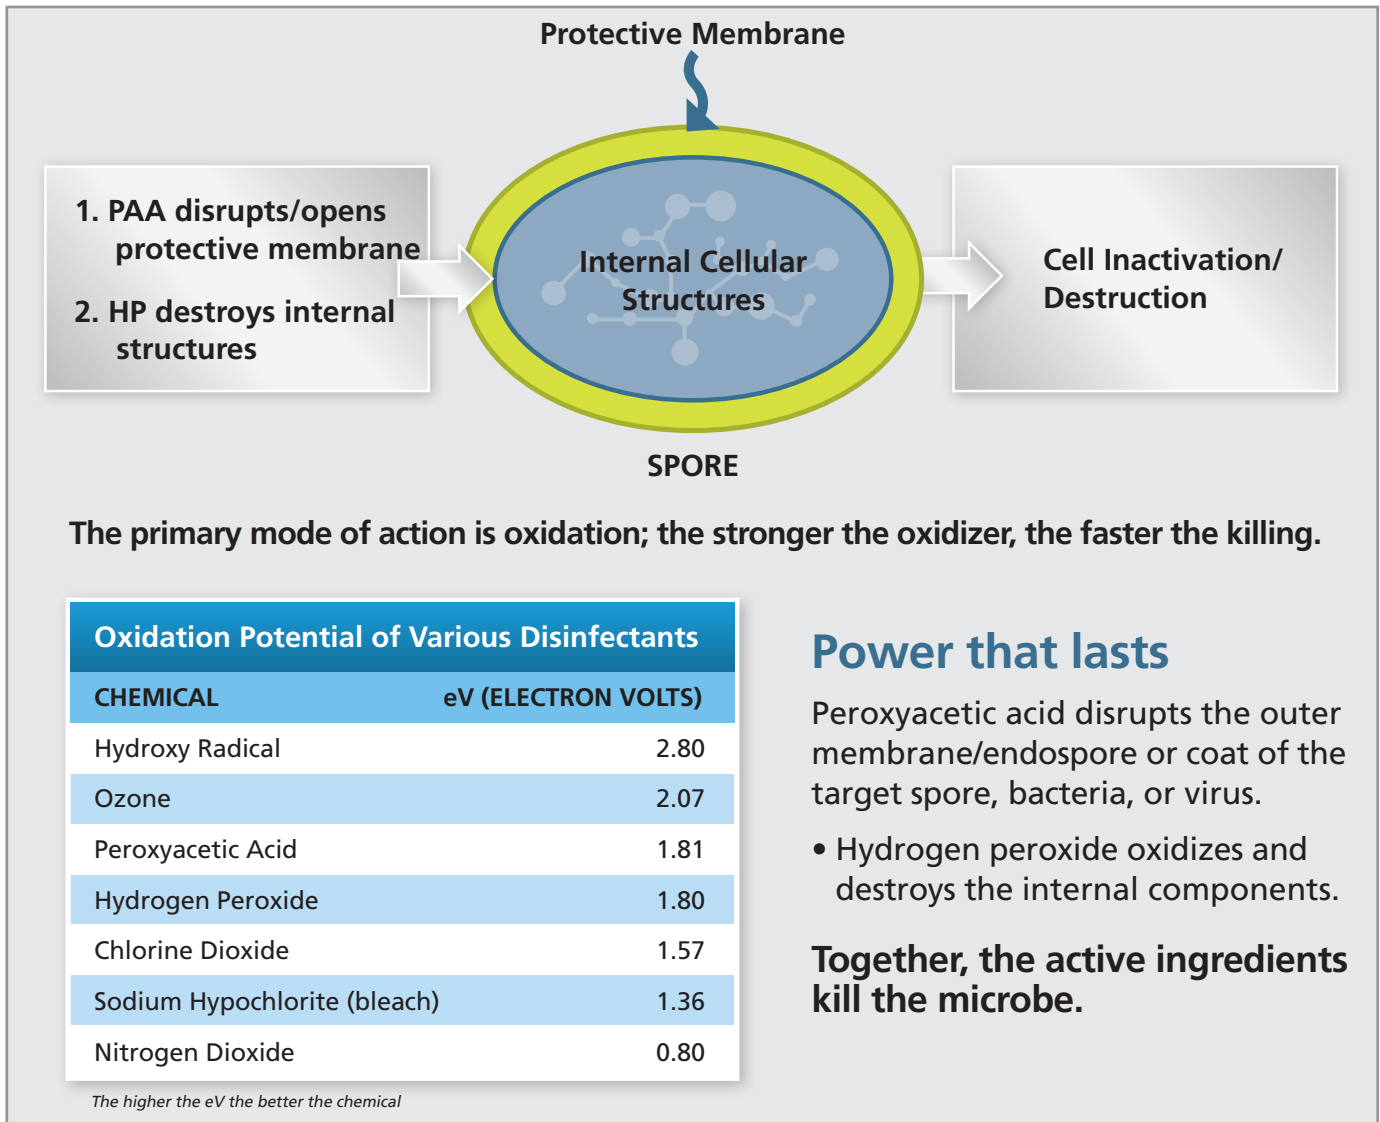 Protective Membrane
1. PAA disrupts/opens
protective membrane
2. HP destroys internal
structures
Internal Cellular
Structures
Cell Inactivation/
Destruction
SPORE
The primary mode of action is oxidation; the stronger the oxidizer, the faster the killing.
Oxidation Potential of Various Disinfectants
CHEMICAL eV (ELECTRON VOLTS)
Hydroxy Radical 2.80
Ozone 2.07
Peroxyacetic Acid 1.81
Hydrogen Peroxide 1.80
Chlorine Dioxide 1.57
Sodium Hypochlorite (bleach) 1.36
Nitrogen Dioxide 0.80
The higher the eV the better the chemical
Power that lasts
Peroxyacetic acid disrupts the outer
membrane/endospore or coat of the
target spore, bacteria, or virus.
• Hydrogen peroxide oxidizes and
destroys the internal components.
Together, the active ingredients
kill the microbe.